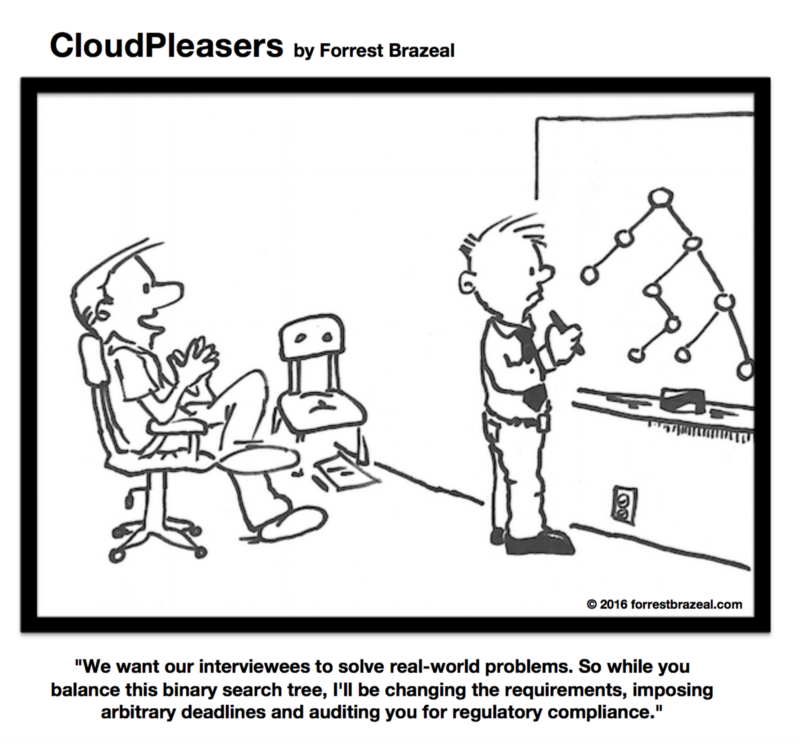 CloudPleasers by Forrest Brazeal
© 2016 forrestbrazeal.com
"We want our interviewees to solve real-world problems. So while you
balance this binary search tree, I'll be changing the requirements, imposing
arbitrary deadlines and auditing you for regulatory compliance."